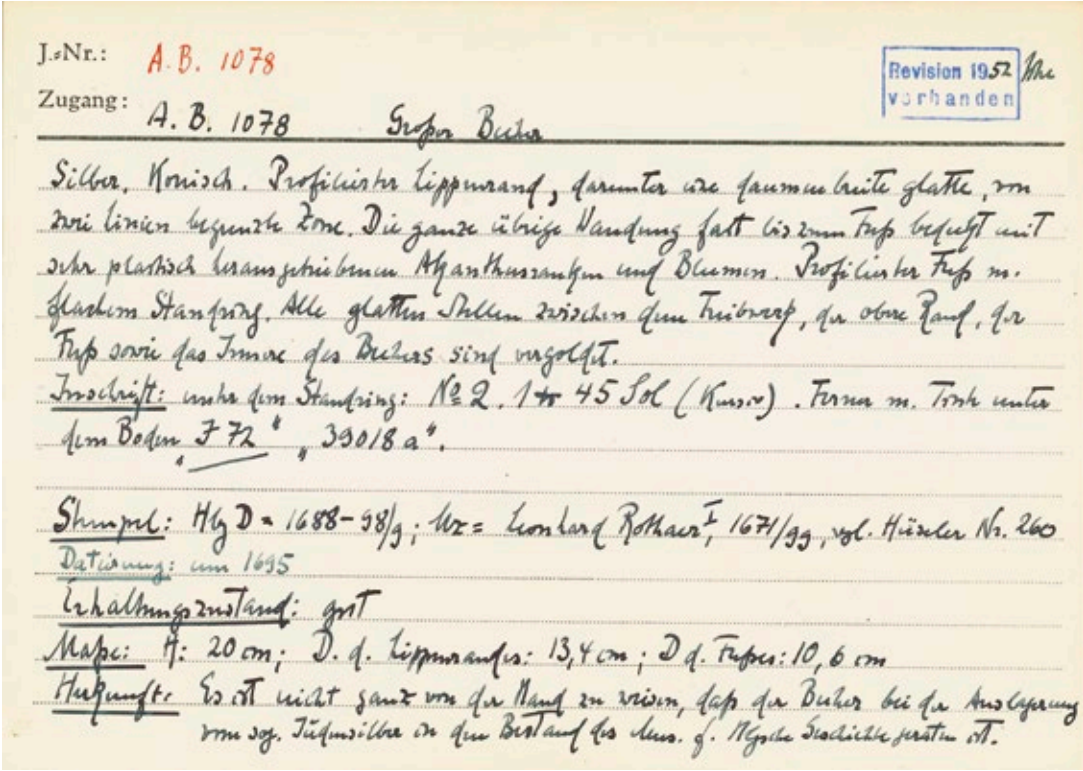 J.=Nr.: A.B. 1078
Revision 1952
vorhanden
Zugang: A.B. 1078 Großer Becher
Silber, Konisch. Profilierter Lippenrand, darunter eine daumenbreite glatte, von
zwei Linien begrenzte Zone. Die ganze übrige Wandung fast bis zum Fuß bedeckt mit
sehr plastisch herausgetriebenen Akanthusranken und Blumen. Profilierter Fuß m.
flachem Standring. Alle glatten Stellen zwischen dem Treibwerk, der obere Rand, der
Fuß sowie das Innere des Bechers sind vergoldet.
Inschrift: unter dem Standring: No 2. 1 45 Sol (Kursiv). Ferner m. Tinte unter
dem Boden „J 72" „39018a".
Stempel: Hbg D = 1688-98/9; Mz = Leonhard Rothaer I, 1671/99, vgl. Hüseler Nr. 260
Datierung: um 1695
Erhaltungszustand: gut
Maße: H: 20 cm; D. d. Lippenrandes: 13,4 cm; D d. Fußes: 10,6 cm
Herkunft: Es ist nicht ganz von der Hand zu weisen, daß der Becher bei der Auslagerung
vom sog. Judensilber in den Bestand des Mus. f. Hbgische Geschichte geraten ist.